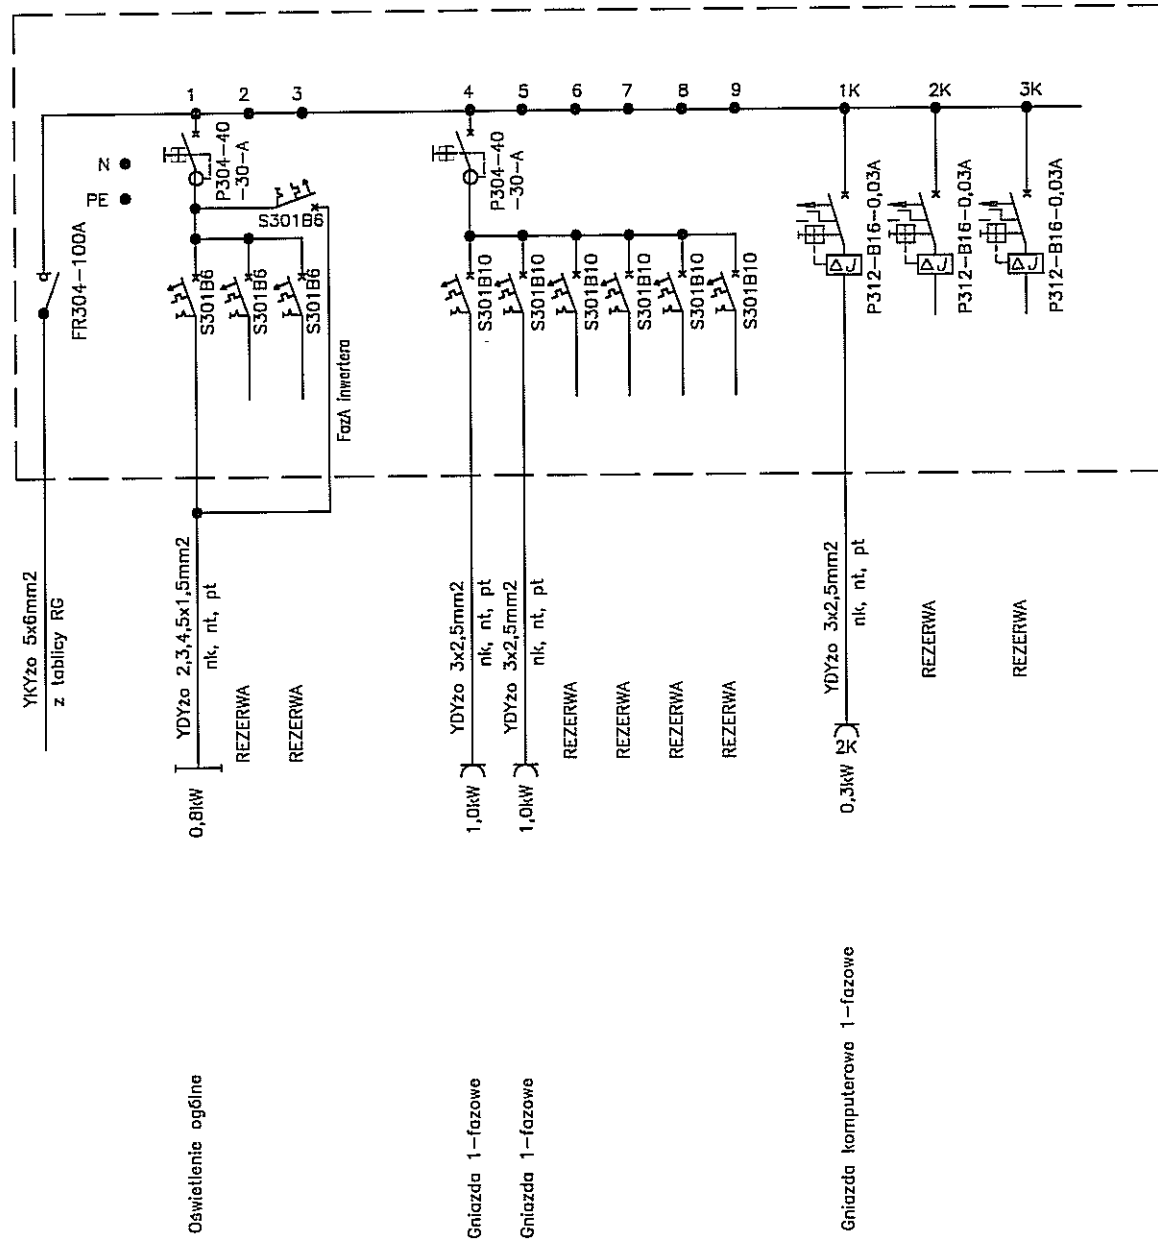 1
2
3
4
5
6
7
8
9
1K
2K
3K
N
PE
FR304-100A
P304-40
-30-A
S301B6
S301B6
S301B6
S301B6
FazA inwertera
P304-40
-30-A
S301B10
S301B10
S301B10
S301B10
S301B10
S301B10
P312-B16-0,03A
P312-B16-0,03A
P312-B16-0,03A
ΔJ
ΔJ
ΔJ
YKYżo 5x6mm2
z tablicy RG
YDYżo 2,3,4,5x1,5mm2
nk, nt, pt
REZERWA
REZERWA
YDYżo 3x2,5mm2
nk, nt, pt
YDYżo 3x2,5mm2
nk, nt, pt
REZERWA
REZERWA
REZERWA
REZERWA
YDYżo 3x2,5mm2
nk, nt, pt
REZERWA
REZERWA
2K
0,8kW
1,0kW
1,0kW
0,3kW
Oświetlenie ogólne
Gniazda 1-fazowe
Gniazda 1-fazowe
Gniazda komputerowe 1-fazowe